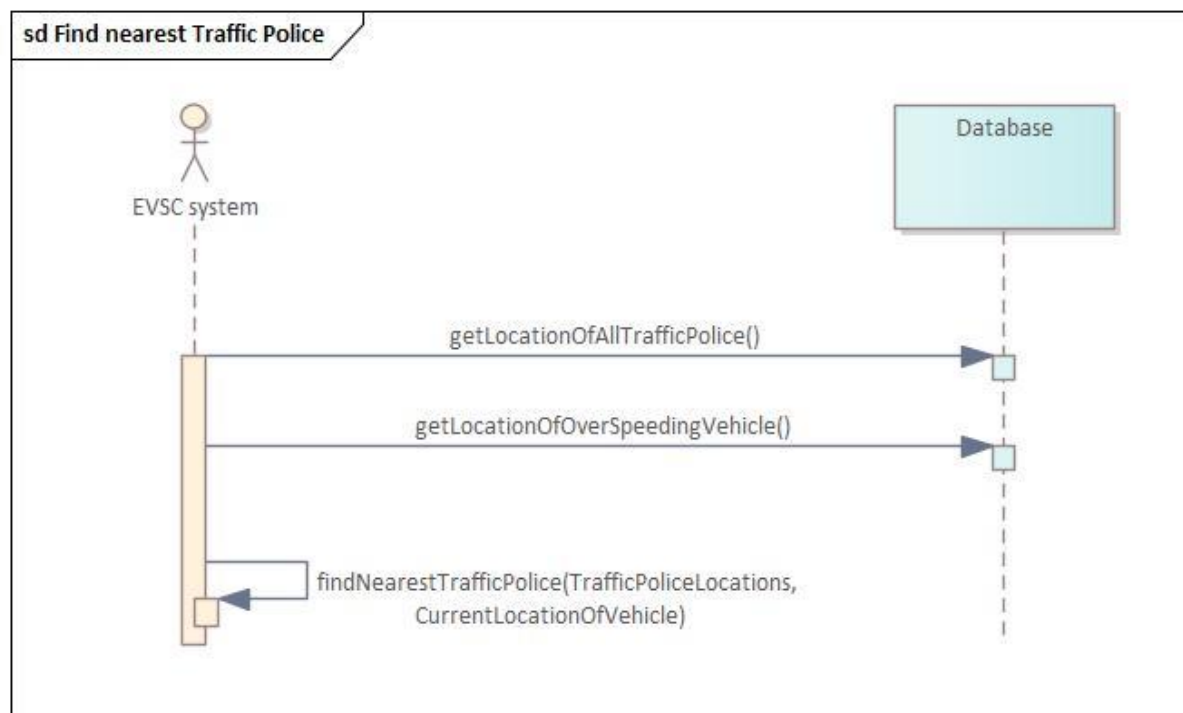 sd Find nearest Traffic Police
EVSC system
Database
getLocationOfAllTrafficPolice()
getLocationOfOverSpeedingVehicle()
findNearestTrafficPolice(TrafficPoliceLocations,
CurrentLocationOfVehicle)